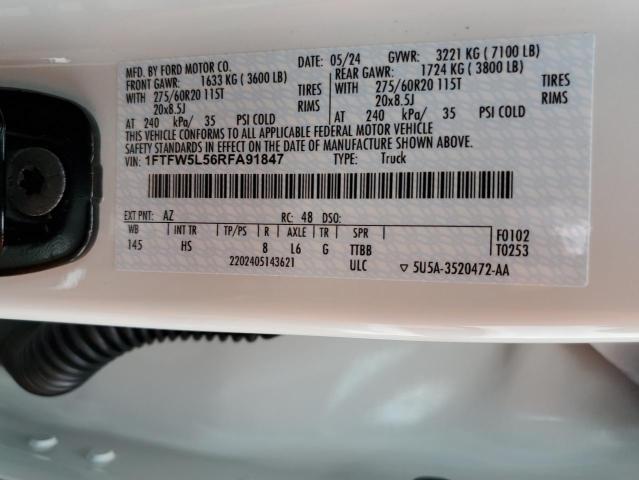 MFD. BY FORD MOTOR CO. DATE: 05/24 GVWR: 3221 KG ( 7100 LB)
FRONT GAWR: 1633 KG ( 3600 LB) REAR GAWR: 1724 KG ( 3800 LB)
WITH 275/60R20 115T TIRES WITH 275/60R20 115T TIRES
20x8.5J RIMS 20x8.5J RIMS
AT 240 kPa/ 35 PSI COLD AT 240 kPa/ 35 PSI COLD
THIS VEHICLE CONFORMS TO ALL APPLICABLE FEDERAL MOTOR VEHICLE
SAFETY STANDARDS IN EFFECT ON THE DATE OF MANUFACTURE SHOWN ABOVE.
VIN: 1FTFW5L56RFA91847 TYPE: Truck
EXT PNT: AZ RC: 48 DSO: F0102
WB INT TR TP/PS R AXLE TR SPR T0253
145 HS 8 L6 G TTBB
2202405143621 ULC ▽ 5U5A-3520472-AA